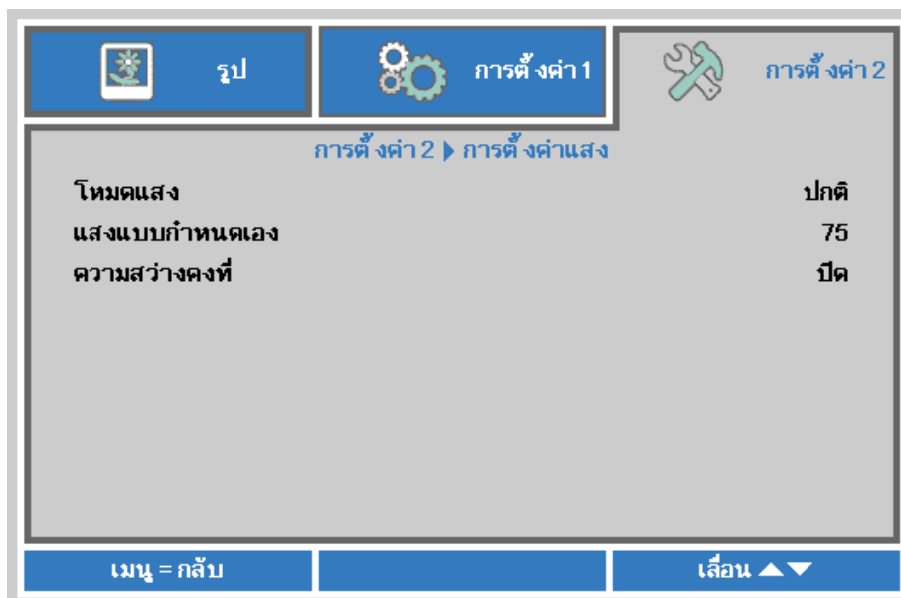 รูป
การตั้งค่า 1
การตั้งค่า 2
การตั้งค่า 2 ▶ การตั้งค่าแสง
โหมดแสง ปกติ
แสงแบบกำหนดเอง 75
ความสว่างคงที่ ปิด
เมนู = กลับ
เลื่อน ▲▼